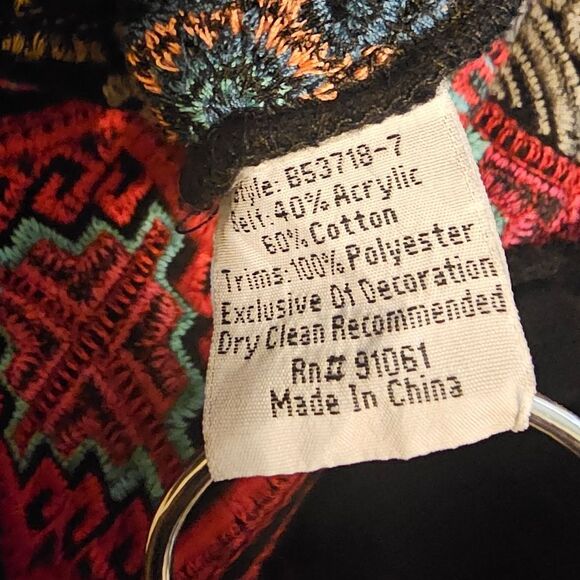 Style: B53718-7
Self: 40% Acrylic
60% Cotton
Trims: 100% Polyester
Exclusive Of Decoration
Dry Clean Recommended
Rn# 91061
Made In China